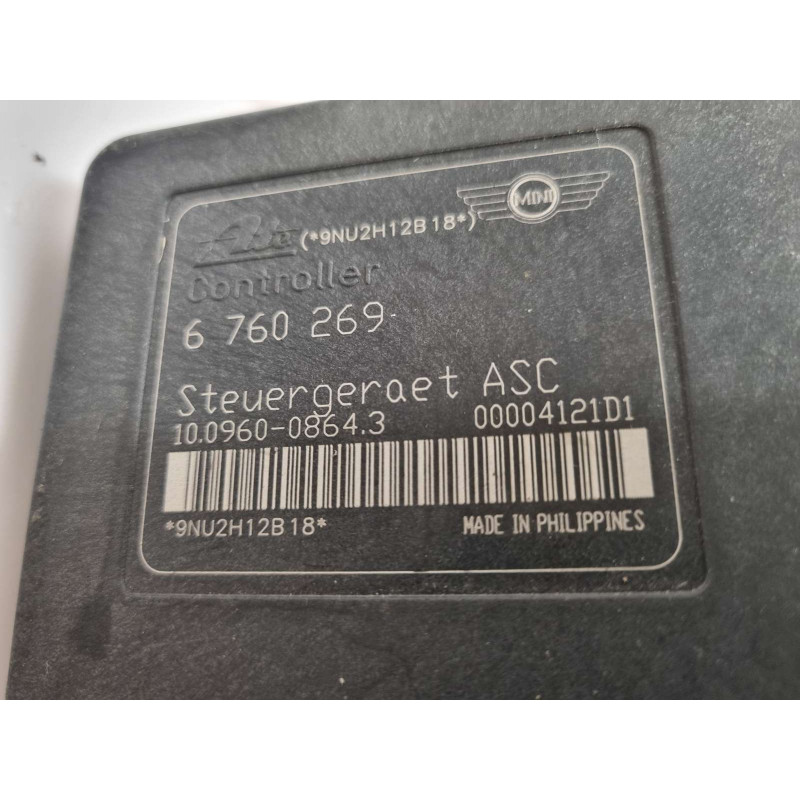 Ate (*9NU2H12B18*) MINI
Controller
6 760 269
Steuergeraet ASC
10.0960-0864.3 00004121D1
*9NU2H12B18* MADE IN PHILIPPINES